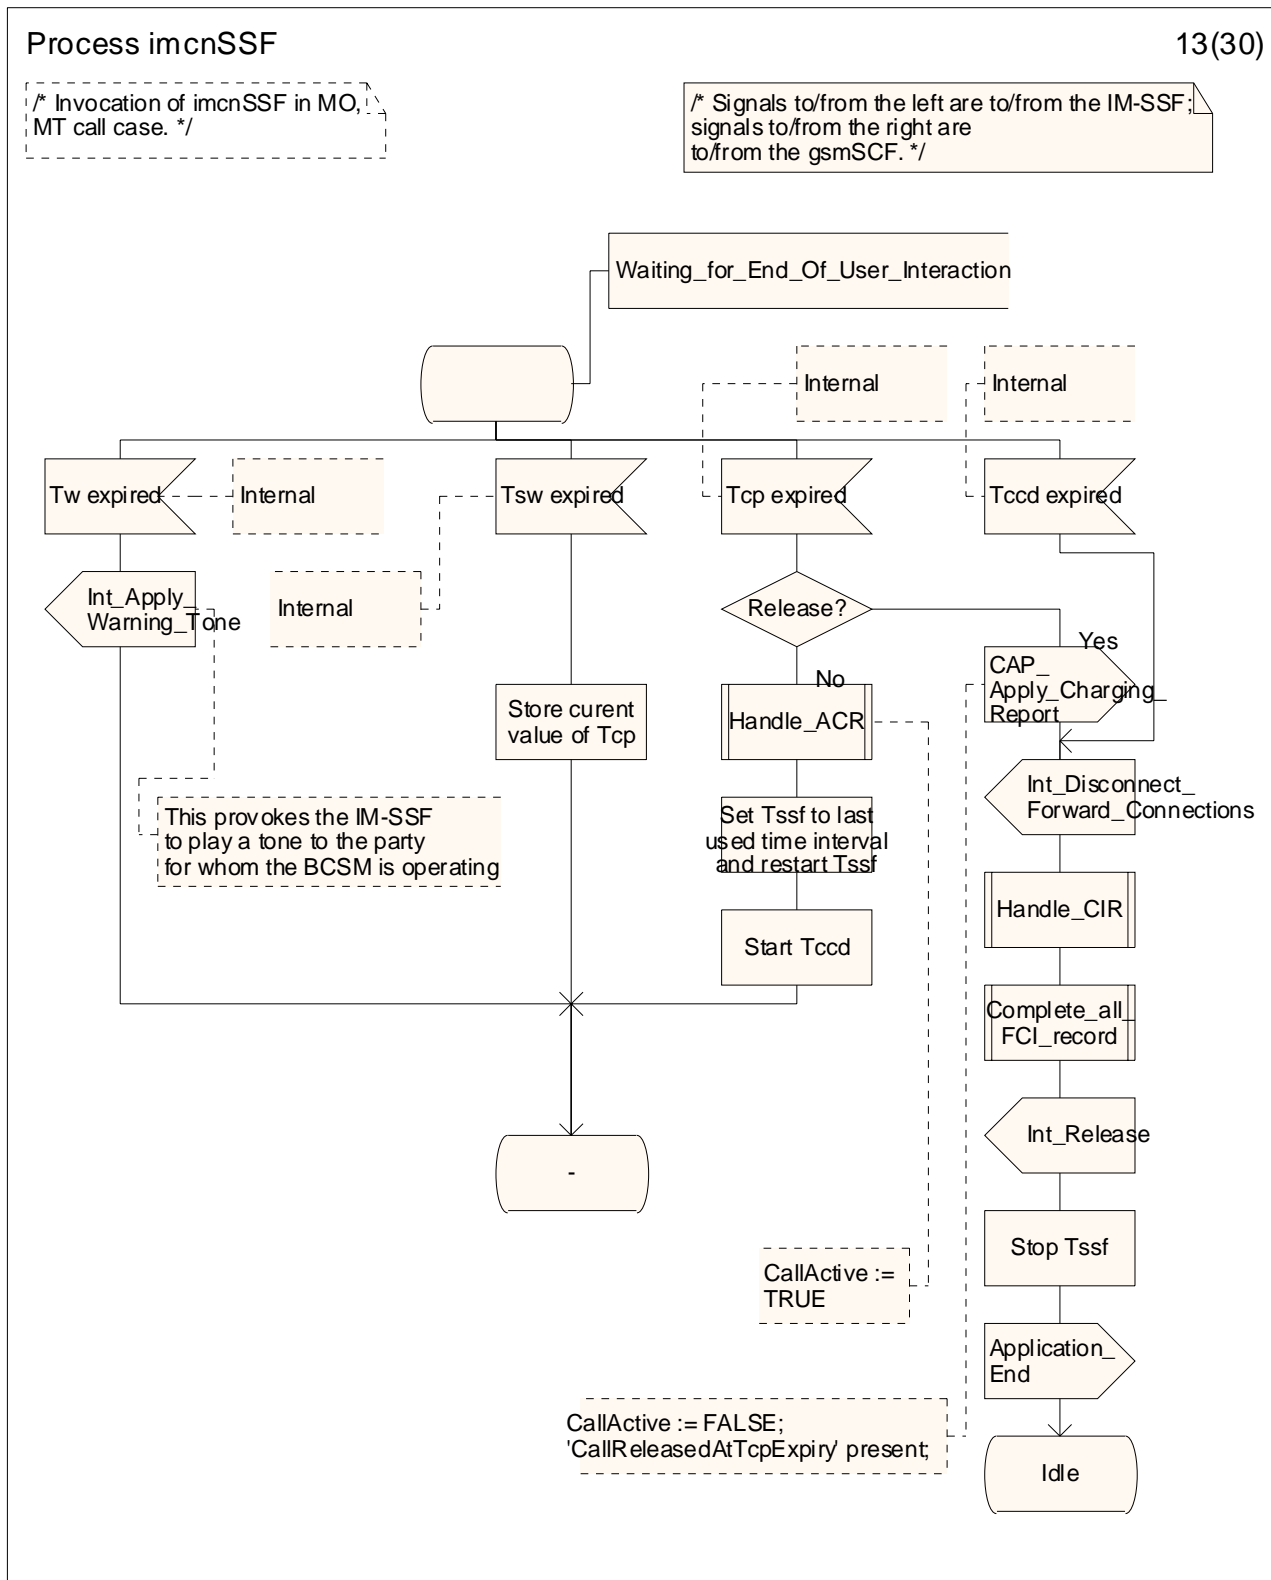 Process imcnSSF
13(30)
/* Invocation of imcnSSF in MO,
MT call case. */
/* Signals to/from the left are to/from the IM-SSF;
signals to/from the right are
to/from the gsmSCF. */
Waiting_for_End_Of_User_Interaction
Internal
Internal
Tw expired
Internal
Tsw expired
Tcp expired
Tccd expired
Int_Apply_
Warning_Tone
Internal
Release?
Yes
No
CAP_
Apply_Charging_
Report
Store curent
value of Tcp
Handle_ACR
Int_Disconnect_
Forward_Connections
This provokes the IM-SSF
to play a tone to the party
for whom the BCSM is operating
Set Tssf to last
used time interval
and restart Tssf
Handle_CIR
Start Tccd
Complete_all_
FCI_record
Int_Release
-
Stop Tssf
CallActive :=
TRUE
Application_
End
CallActive := FALSE;
'CallReleasedAtTcpExpiry' present;
Idle